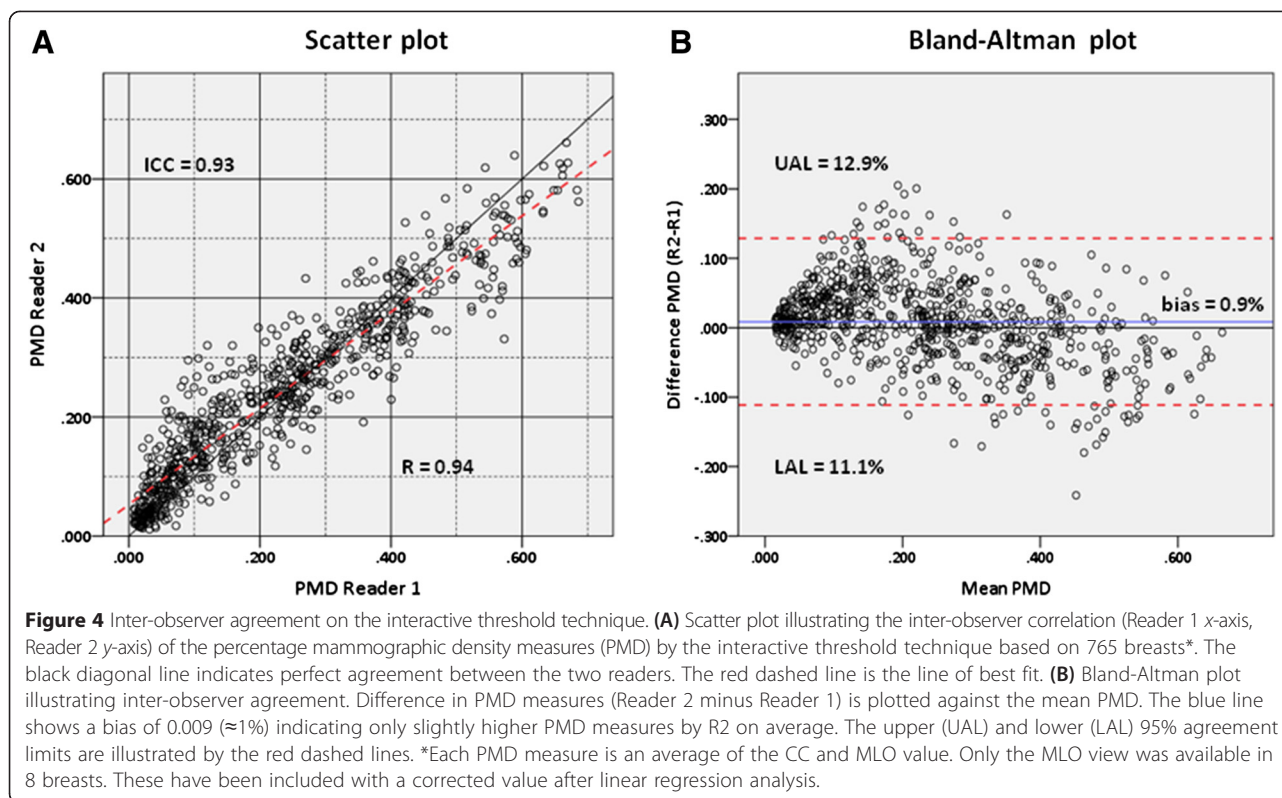 A
Scatter plot
ICC = 0.93
R = 0.94
PMD Reader 2
.600
.400
.200
.000
.000 .200 .400 .600
PMD Reader 1
B
Bland-Altman plot
UAL = 12.9%
bias = 0.9%
LAL = 11.1%
Difference PMD (R2-R1)
.300
.200
.100
.000
-.100
-.200
-.300
.000 .200 .400 .600
Mean PMD
Figure 4 Inter-observer agreement on the interactive threshold technique. (A) Scatter plot illustrating the inter-observer correlation (Reader 1 x-axis,
Reader 2 y-axis) of the percentage mammographic density measures (PMD) by the interactive threshold technique based on 765 breasts*. The
black diagonal line indicates perfect agreement between the two readers. The red dashed line is the line of best fit. (B) Bland-Altman plot
illustrating inter-observer agreement. Difference in PMD measures (Reader 2 minus Reader 1) is plotted against the mean PMD. The blue line
shows a bias of 0.009 (≈1%) indicating only slightly higher PMD measures by R2 on average. The upper (UAL) and lower (LAL) 95% agreement
limits are illustrated by the red dashed lines. *Each PMD measure is an average of the CC and MLO value. Only the MLO view was available in
8 breasts. These have been included with a corrected value after linear regression analysis.